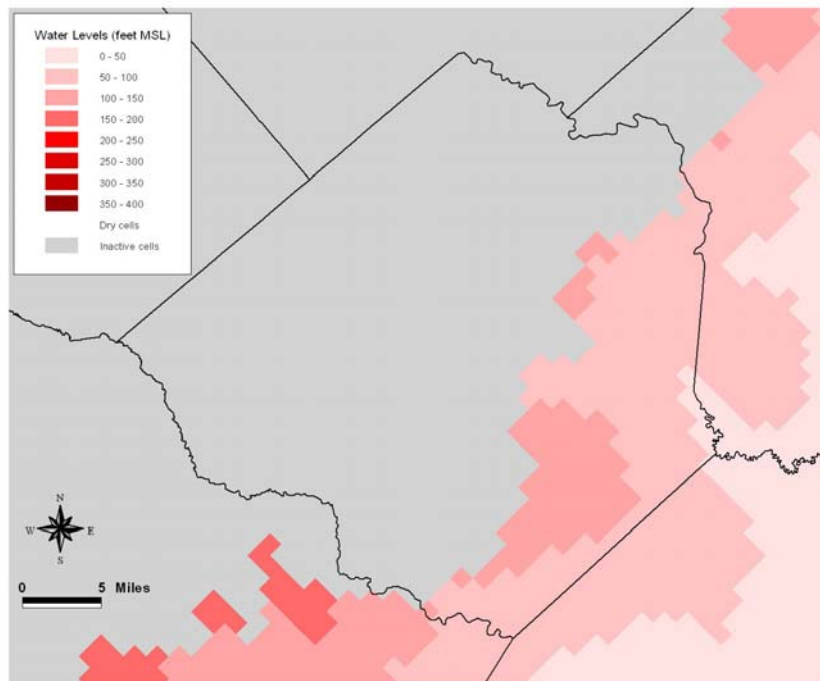 Water Levels (feet MSL)
0 - 50
50 - 100
100 - 150
150 - 200
200 - 250
250 - 300
300 - 350
350 - 400
Dry cells
Inactive cells
N
W E
S
0 5 Miles